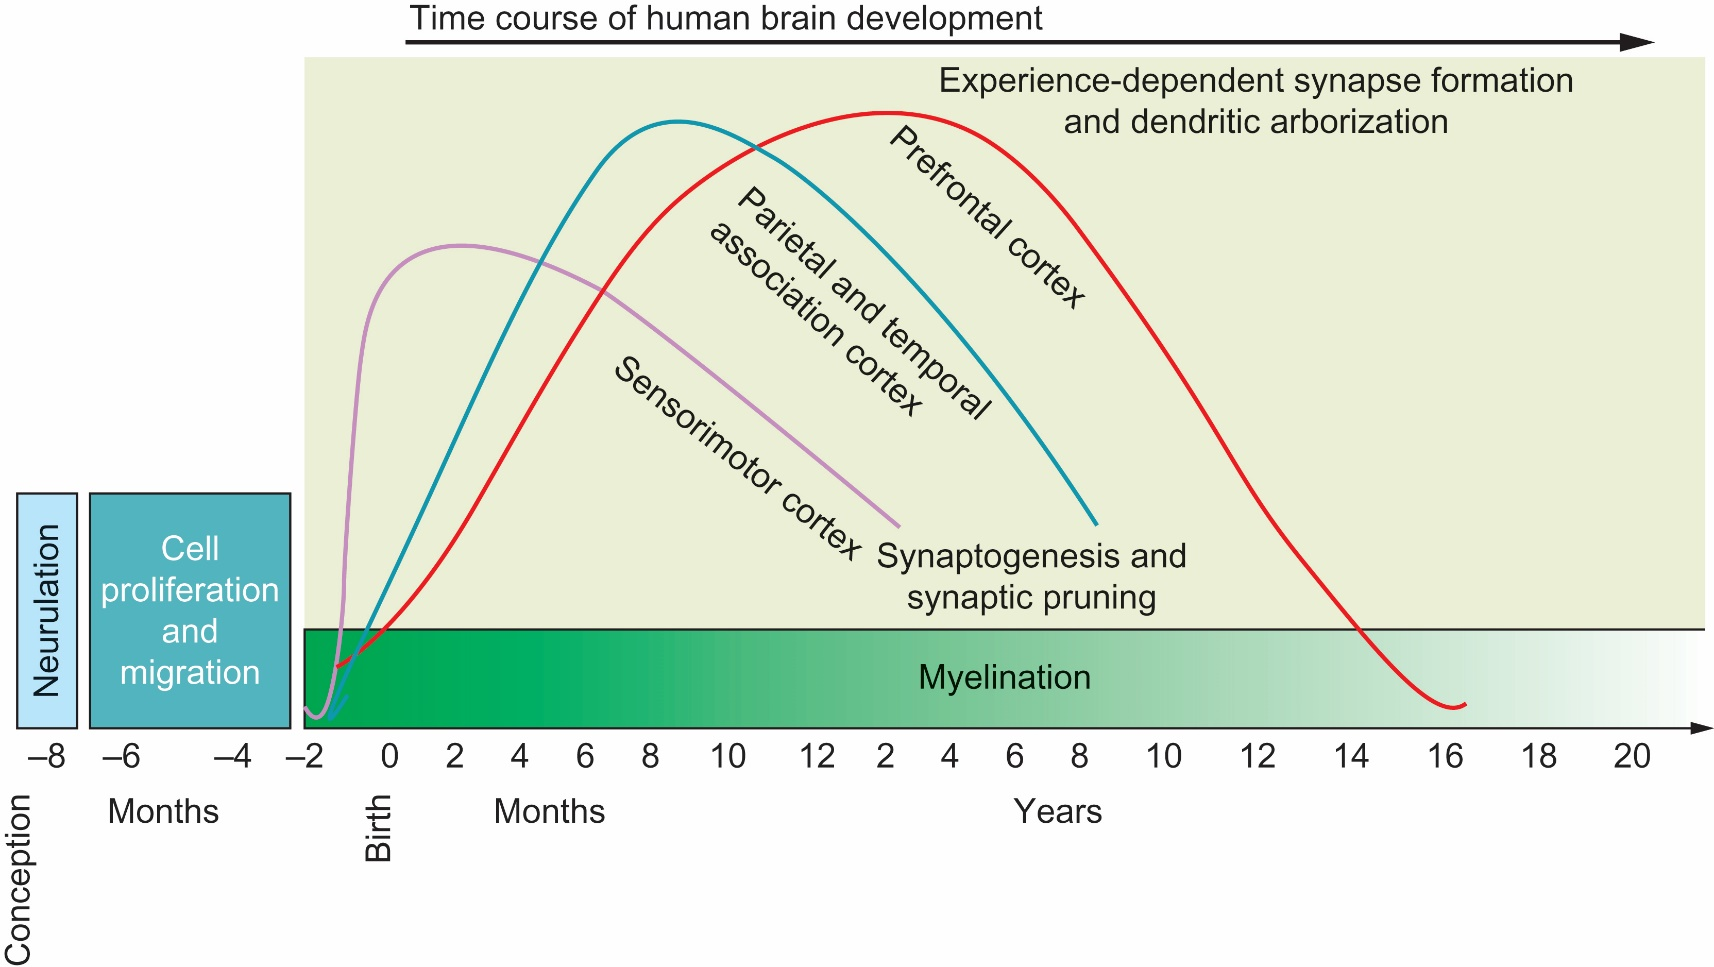 Time course of human brain development
Experience-dependent synapse formation
and dendritic arborization
Prefrontal cortex
Parietal and temporal
association cortex
Sensorimotor cortex
Synaptogenesis and
synaptic pruning
Neurulation
Cell
proliferation
and
migration
Myelination
–8 –6 –4 –2 0 2 4 6 8 10 12 2 4 6 8 10 12 14 16 18 20
Conception
Months
Birth
Months
Years